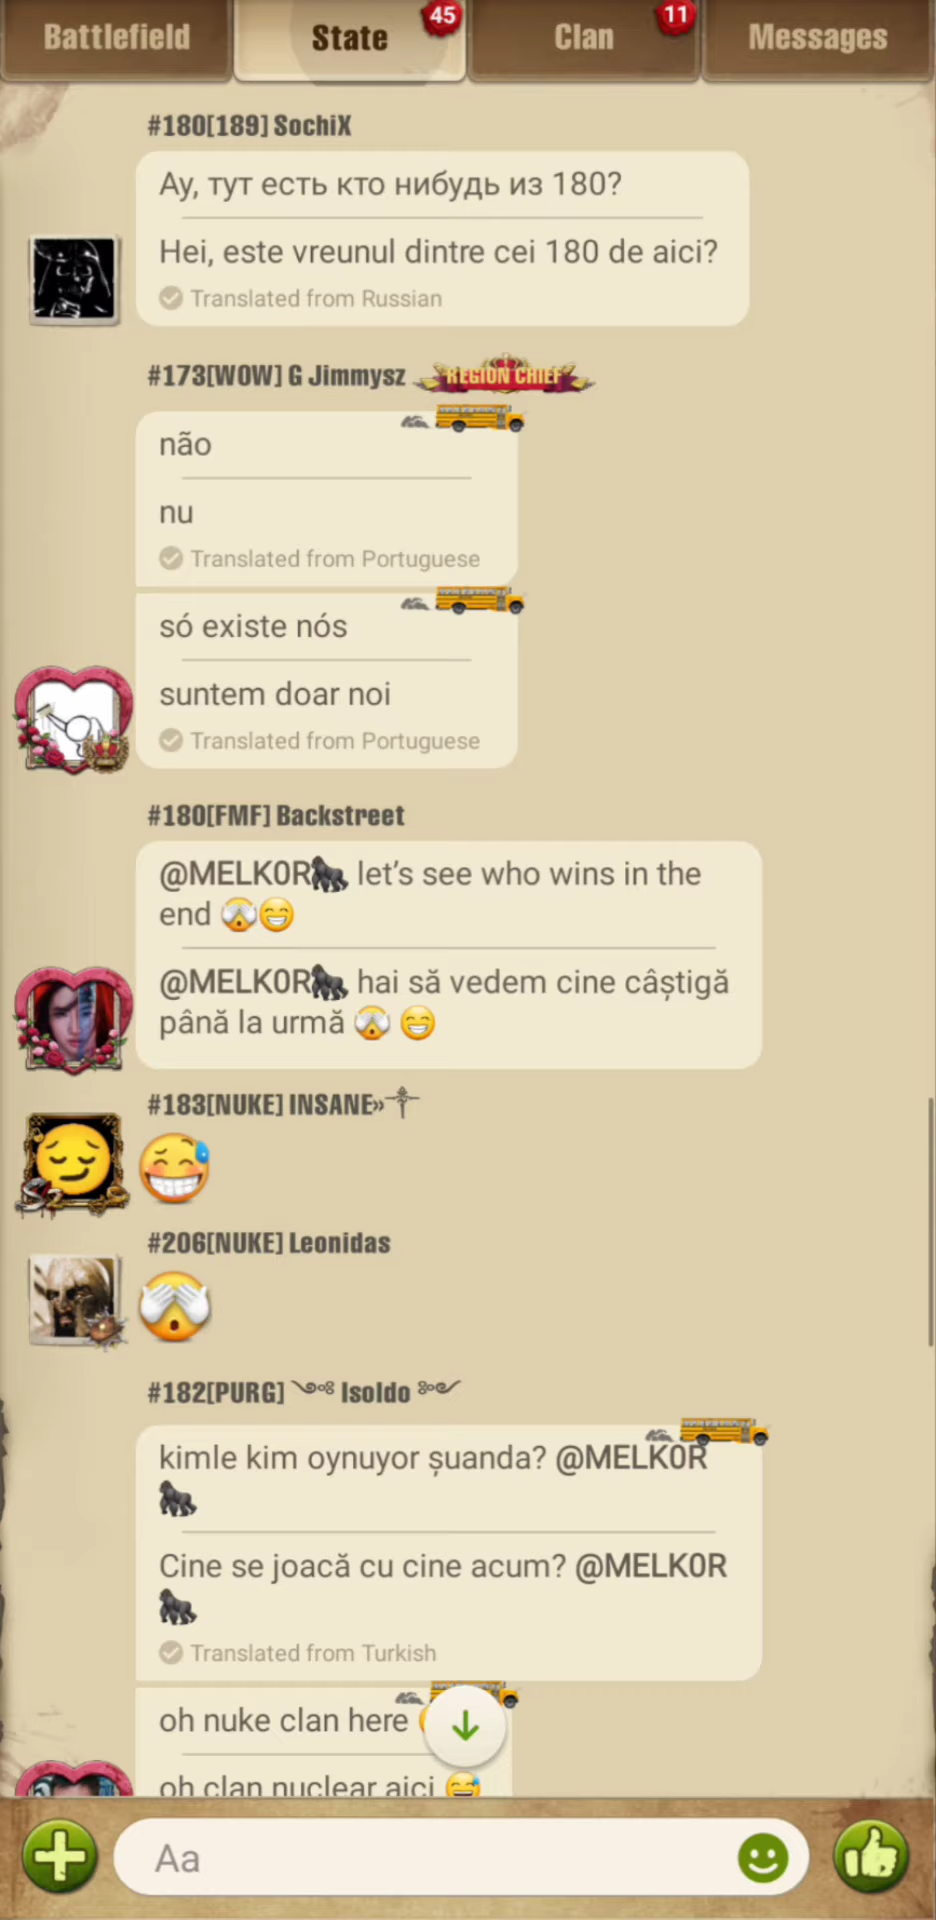 Battlefield
State
45
Clan
11
Messages
#180[189] SochiX
Ау, тут есть кто нибудь из 180?
Hei, este vreunul dintre cei 180 de aici?
Translated from Russian
#173[WOW] G Jimmysz REGION CHIEF
não
nu
Translated from Portuguese
só existe nós
suntem doar noi
Translated from Portuguese
#180[FMF] Backstreet
@MELK0R🦍 let’s see who wins in the
end 🫣😁
@MELK0R🦍 hai să vedem cine câștigă
până la urmă 🫣 😁
#183[NUKE] INSANE»
😅
#206[NUKE] Leonidas
🫣
#182[PURG] Isoldo
kimle kim oynuyor şuanda? @MELK0R
🦍
Cine se joacă cu cine acum? @MELK0R
🦍
Translated from Turkish
oh nuke clan here
oh clan nuclear aici 😅
Aa